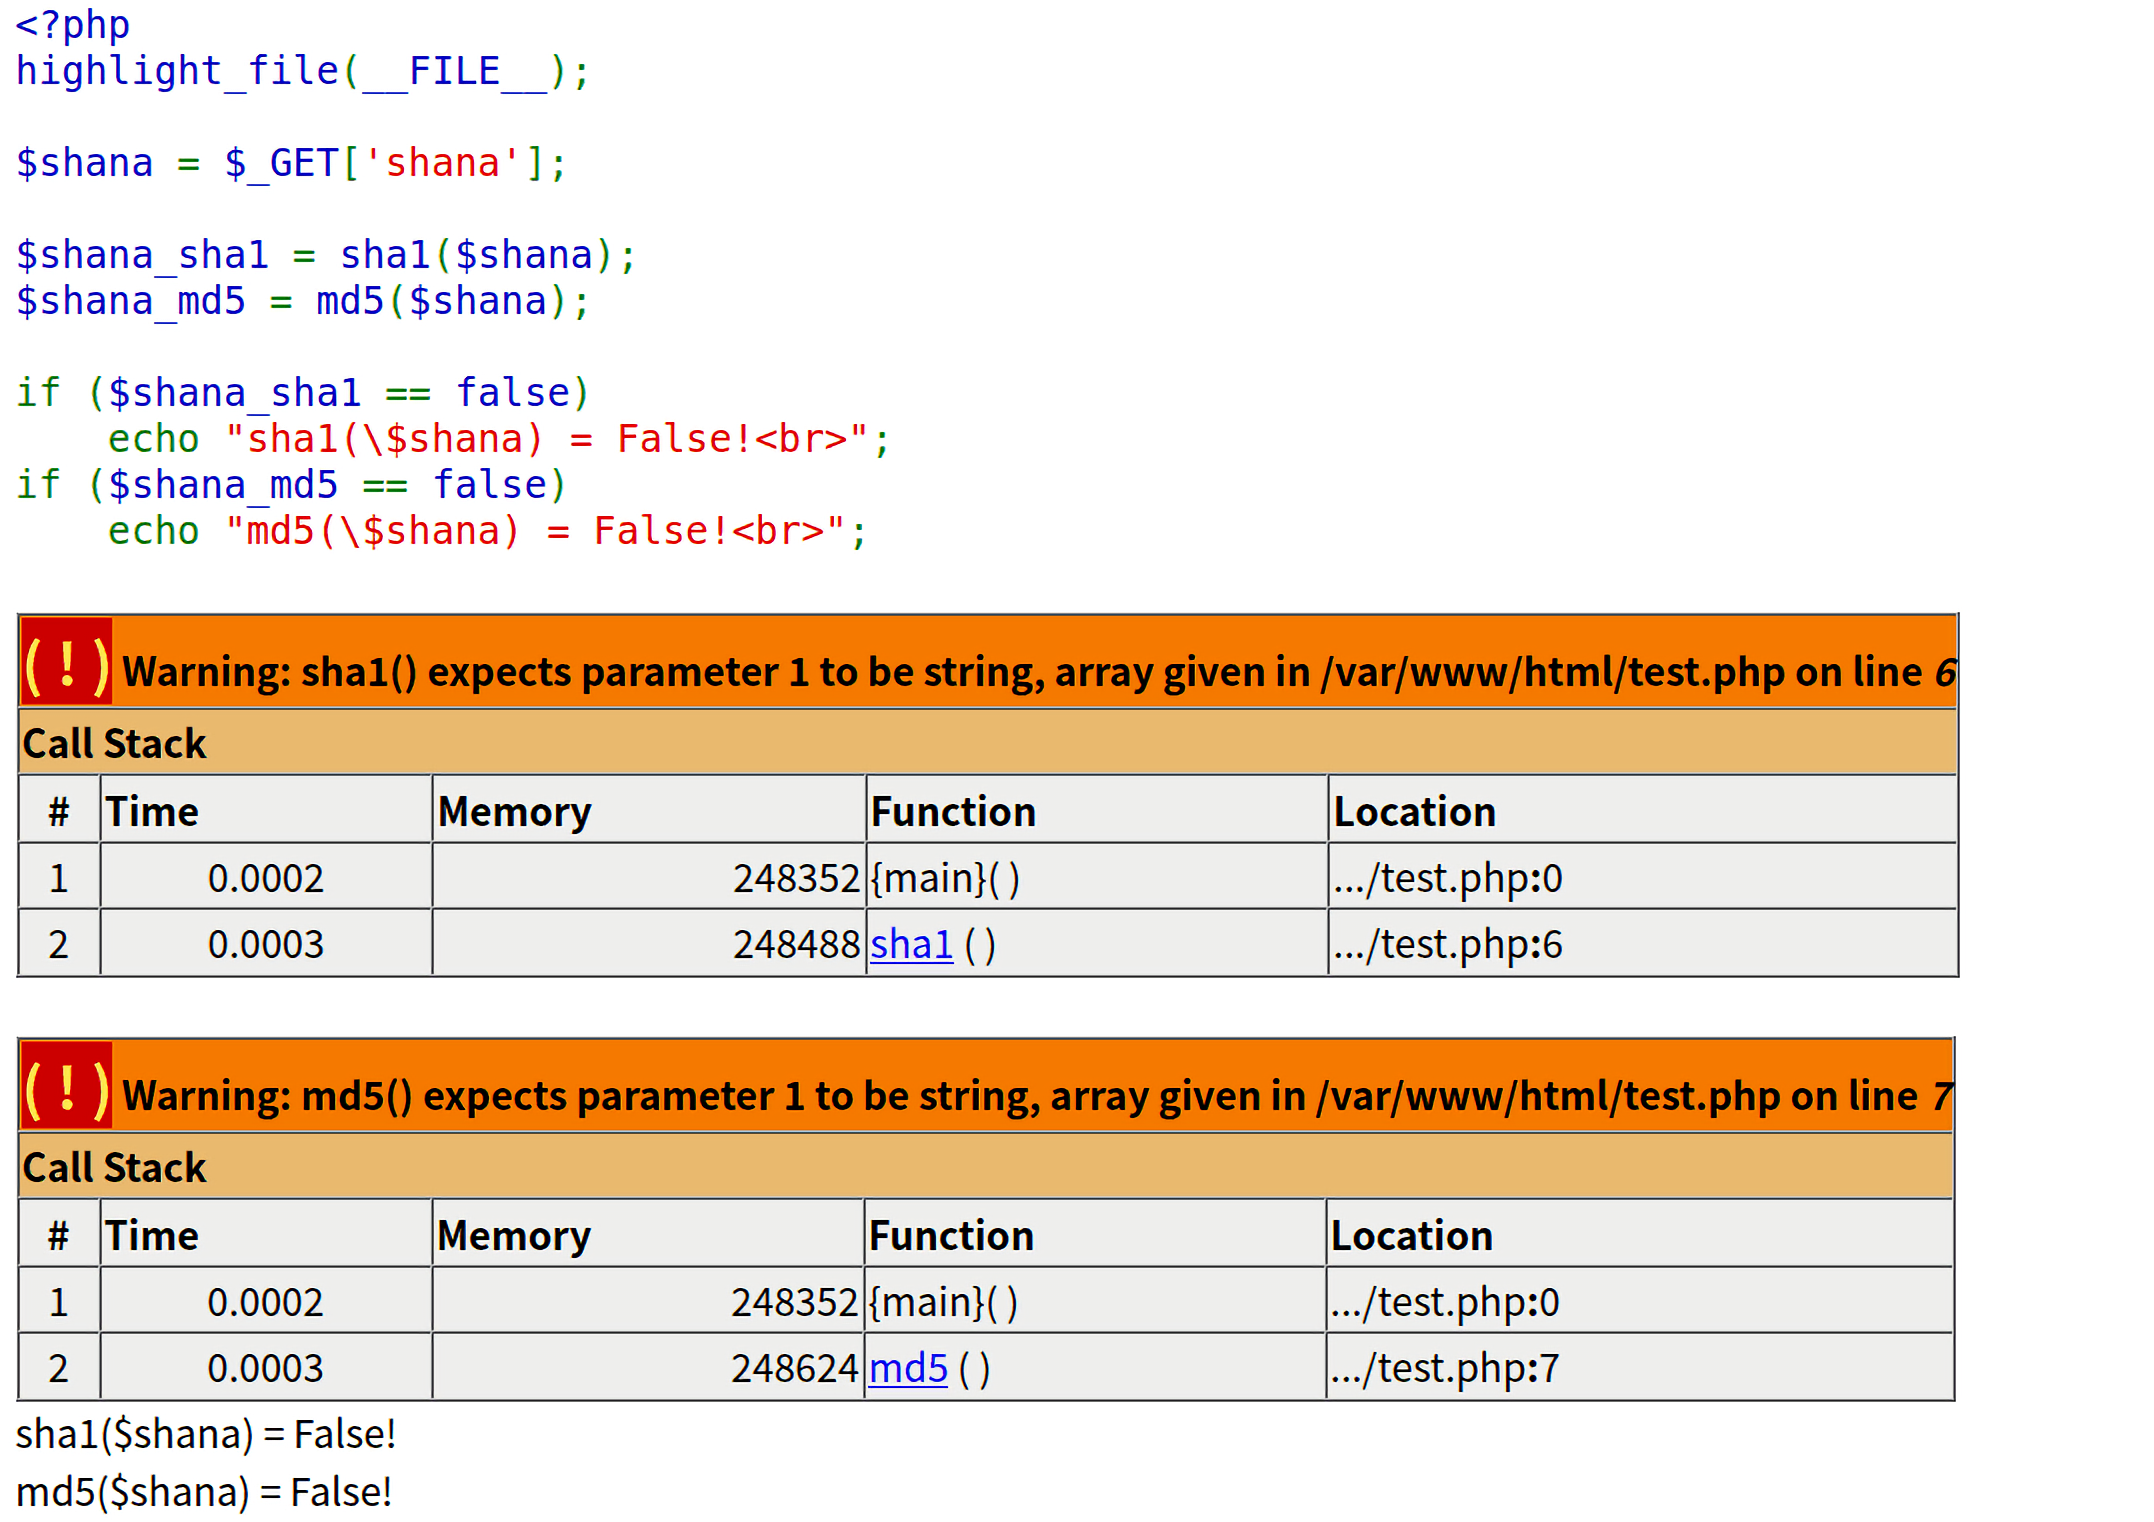 <?php
highlight_file(__FILE__);
$shana = $_GET['shana'];
$shana_sha1 = sha1($shana);
$shana_md5 = md5($shana);
if ($shana_sha1 == false)
    echo "sha1(\$shana) = False!<br>";
if ($shana_md5 == false)
    echo "md5(\$shana) = False!<br>";
(!) Warning: sha1() expects parameter 1 to be string, array given in /var/www/html/test.php on line 6
Call Stack
# Time Memory Function Location
1 0.0002 248352 {main}( ) .../test.php:0
2 0.0003 248488 sha1 ( ) .../test.php:6
(!) Warning: md5() expects parameter 1 to be string, array given in /var/www/html/test.php on line 7
Call Stack
# Time Memory Function Location
1 0.0002 248352 {main}( ) .../test.php:0
2 0.0003 248624 md5 ( ) .../test.php:7
sha1($shana) = False!
md5($shana) = False!